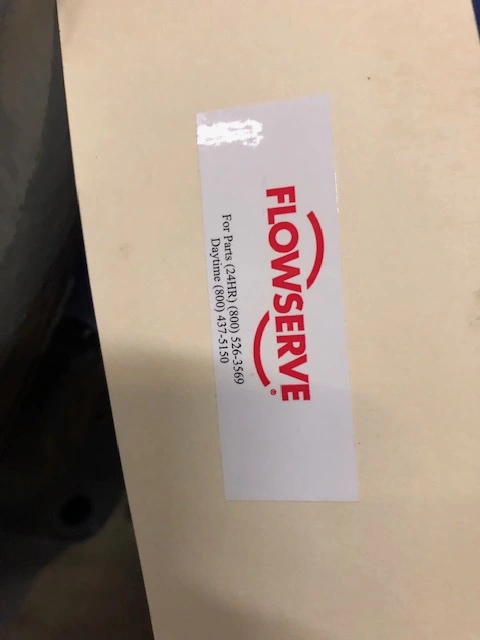 FLOWSERVE®
For Parts (24HR) (800) 526-3569
Daytime (800) 437-5150